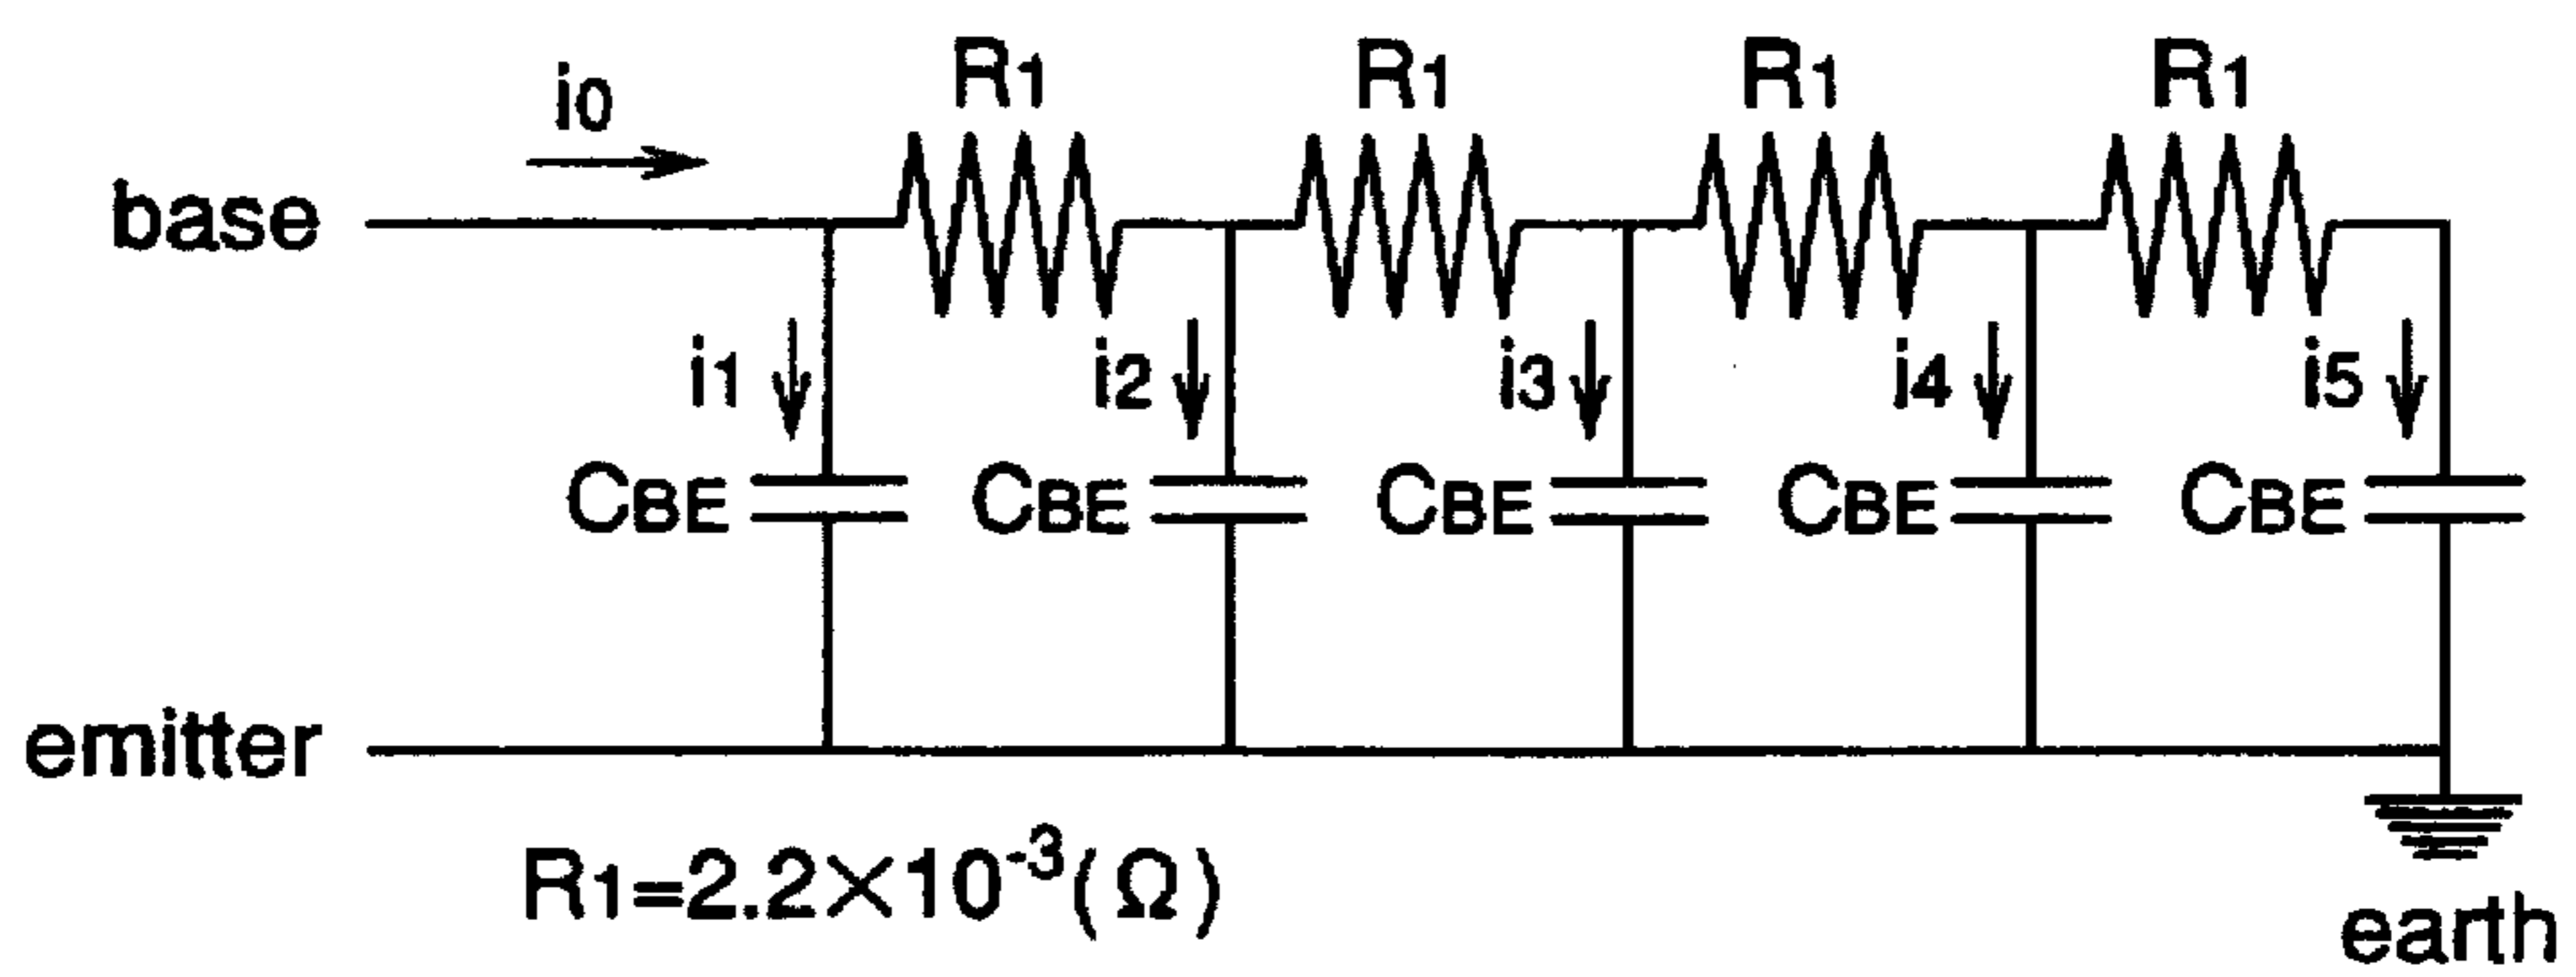 i0 R1 R1 R1 R1
base
i1 i2 i3 i4 i5
CBE CBE CBE CBE CBE
emitter
R1=2.2×10-3(Ω)
earth